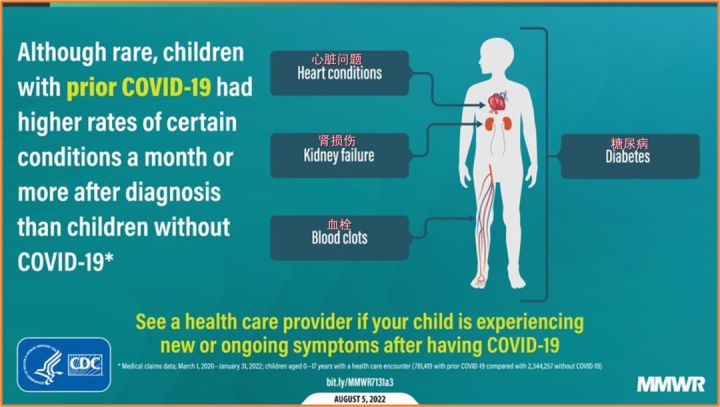 Although rare, children
with prior COVID-19 had
higher rates of certain
conditions a month or
more after diagnosis
than children without
COVID-19*
心脏问题
Heart conditions
肾损伤
Kidney failure
血栓
Blood clots
糖尿病
Diabetes
See a health care provider if your child is experiencing
new or ongoing symptoms after having COVID-19
* Medical claims data; March 1, 2020—January 31, 2022; children aged 0–17 years with a health care encounter (781,419 with prior COVID-19 compared with 2,344,257 without COVID-19)
bit.ly/MMWR7131a3
CDC
AUGUST 5, 2022
MMWR